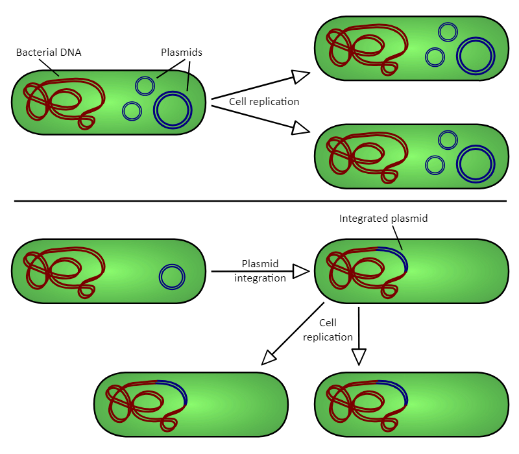 Bacterial DNA
Plasmids
Cell replication
Integrated plasmid
Plasmid
integration
Cell
replication